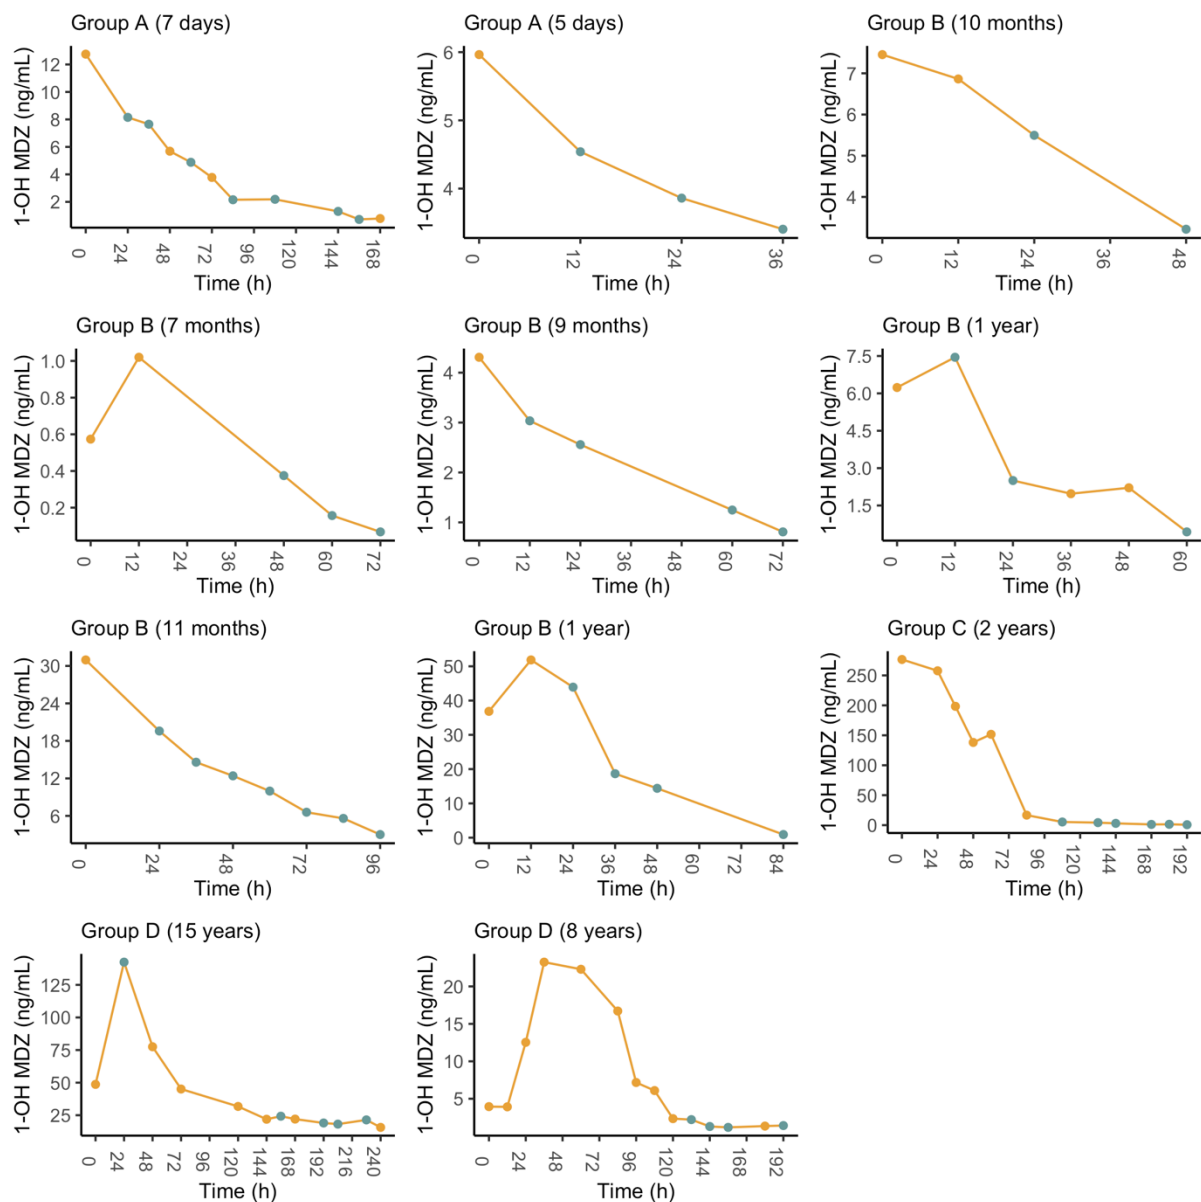 Group A (7 days)
1-OH MDZ (ng/mL)
12
10
8
6
4
2
0 24 48 72 96 120 144 168
Time (h)
Group A (5 days)
1-OH MDZ (ng/mL)
6
5
4
0 12 24 36
Time (h)
Group B (10 months)
1-OH MDZ (ng/mL)
7
6
5
4
0 12 24 36 48
Time (h)
Group B (7 months)
1-OH MDZ (ng/mL)
1.0
0.8
0.6
0.4
0.2
0 12 24 36 48 60 72
Time (h)
Group B (9 months)
1-OH MDZ (ng/mL)
4
3
2
1
0 12 24 36 48 60 72
Time (h)
Group B (1 year)
1-OH MDZ (ng/mL)
7.5
6.0
4.5
3.0
1.5
0 12 24 36 48 60
Time (h)
Group B (11 months)
1-OH MDZ (ng/mL)
30
24
18
12
6
0 24 48 72 96
Time (h)
Group B (1 year)
1-OH MDZ (ng/mL)
50
40
30
20
10
0
0 12 24 36 48 60 72 84
Time (h)
Group C (2 years)
1-OH MDZ (ng/mL)
250
200
150
100
50
0
0 24 48 72 96 120 144 168 192
Time (h)
Group D (15 years)
1-OH MDZ (ng/mL)
125
100
75
50
25
0 24 48 72 96 120 144 168 192 216 240
Time (h)
Group D (8 years)
1-OH MDZ (ng/mL)
20
15
10
5
0 24 48 72 96 120 144 168 192
Time (h)